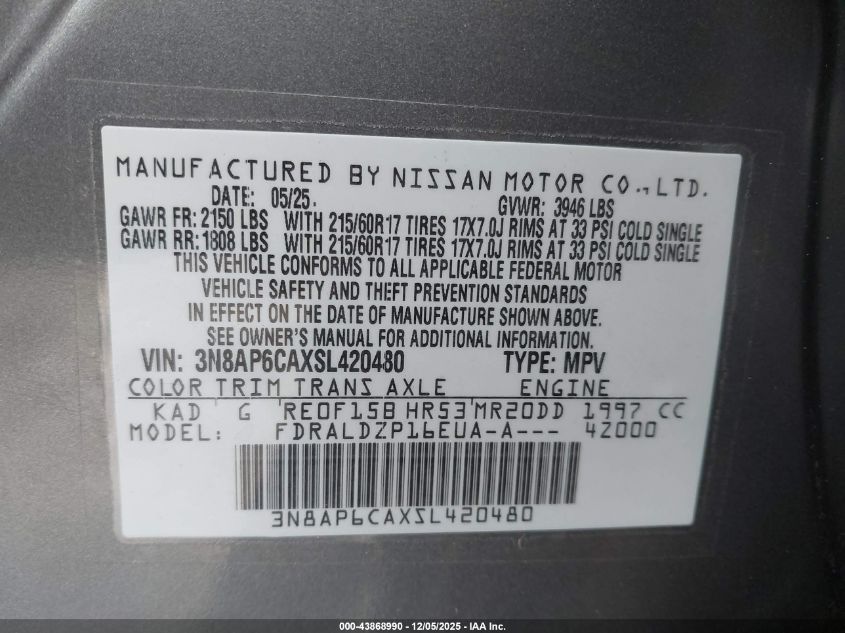 MANUFACTURED BY NISSAN MOTOR CO., LTD.
DATE: 05/25. GVWR: 3946 LBS
GAWR FR: 2150 LBS WITH 215/60R17 TIRES 17X7.0J RIMS AT 33 PSI COLD SINGLE
GAWR RR: 1808 LBS WITH 215/60R17 TIRES 17X7.0J RIMS AT 33 PSI COLD SINGLE
THIS VEHICLE CONFORMS TO ALL APPLICABLE FEDERAL MOTOR
VEHICLE SAFETY AND THEFT PREVENTION STANDARDS
IN EFFECT ON THE DATE OF MANUFACTURE SHOWN ABOVE.
SEE OWNER'S MANUAL FOR ADDITIONAL INFORMATION.
VIN: 3N8AP6CAXSL420480 TYPE: MPV
COLOR TRIM TRANS AXLE ENGINE
KAD G RE0F15B HR53 MR20DD 1997 CC
MODEL: FDRALDZP16EUA-A--- 42000
3N8AP6CAXSL420480
000-43868990 - 12/05/2025 - IAA Inc.